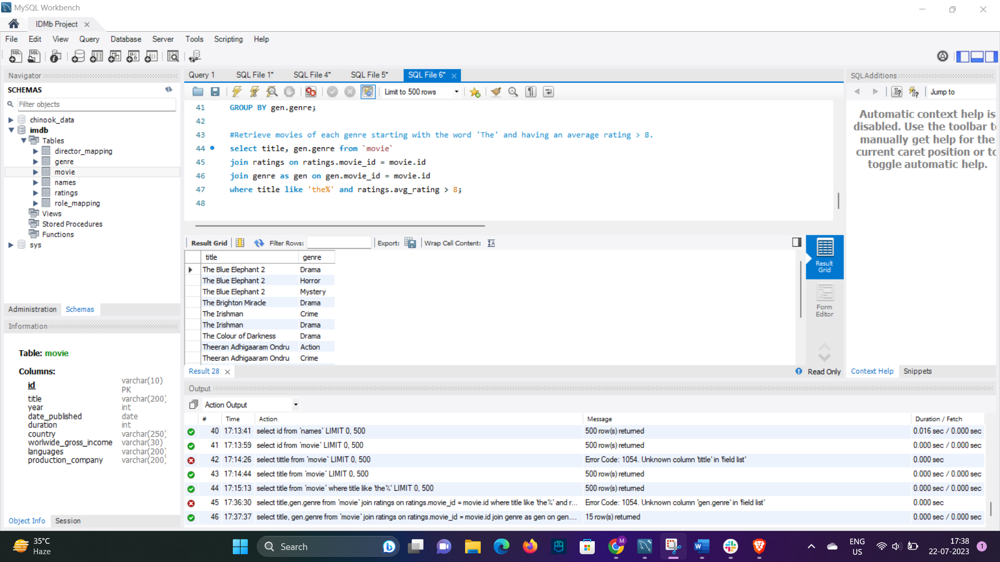 MySQL Workbench
IDMb Project
File Edit View Query Database Server Tools Scripting Help
Navigator
SCHEMAS
Filter objects
chinook_data
imdb
Tables
director_mapping
genre
movie
names
ratings
role_mapping
Views
Stored Procedures
Functions
sys
Administration Schemas
Information
Table: movie
Columns:
id varchar(10) PK
title varchar(200)
year int
date_published date
duration int
country varchar(250)
worlwide_gross_income varchar(30)
languages varchar(200)
production_company varchar(200)
Object Info Session
Query 1 SQL File 1* SQL File 4* SQL File 5* SQL File 6*
Limit to 500 rows
41 GROUP BY gen.genre;
42
43 #Retrieve movies of each genre starting with the word 'The' and having an average rating > 8.
44 select title, gen.genre from `movie`
45 join ratings on ratings.movie_id = movie.id
46 join genre as gen on gen.movie_id = movie.id
47 where title like 'the%' and ratings.avg_rating > 8;
48
Result Grid Filter Rows: Export: Wrap Cell Content:
title genre
The Blue Elephant 2 Drama
The Blue Elephant 2 Horror
The Blue Elephant 2 Mystery
The Brighton Miracle Drama
The Irishman Crime
The Irishman Drama
The Colour of Darkness Drama
Theeran Adhigaaram Ondru Action
Theeran Adhigaaram Ondru Crime
Result Grid
Form Editor
Result 28 Read Only
SQLAdditions
Jump to
Automatic context help is
disabled. Use the toolbar t
manually get help for the
current caret position or to
toggle automatic help.
Context Help Snippets
Output
Action Output
# Time Action Message Duration / Fetch
40 17:13:41 select id from `names` LIMIT 0, 500 500 row(s) returned 0.016 sec / 0.000 sec
41 17:13:59 select id from `movie` LIMIT 0, 500 500 row(s) returned 0.000 sec / 0.000 sec
42 17:14:26 select tittle from `movie` LIMIT 0, 500 Error Code: 1054. Unknown column 'tittle' in 'field list' 0.000 sec
43 17:14:44 select title from `movie` LIMIT 0, 500 500 row(s) returned 0.000 sec / 0.000 sec
44 17:15:13 select title from `movie` where title like 'the%' LIMIT 0, 500 500 row(s) returned 0.000 sec / 0.000 sec
45 17:36:30 select title,gen.genre from `movie` join ratings on ratings.movie_id = movie.id where title like 'the%' and r... Error Code: 1054. Unknown column 'gen.genre' in 'field list' 0.000 sec
46 17:37:37 select title, gen.genre from `movie` join ratings on ratings.movie_id = movie.id join genre as gen on gen.... 15 row(s) returned 0.000 sec / 0.000 sec
35°C
Haze
Search
ENG
US
17:38
22-07-2023
1